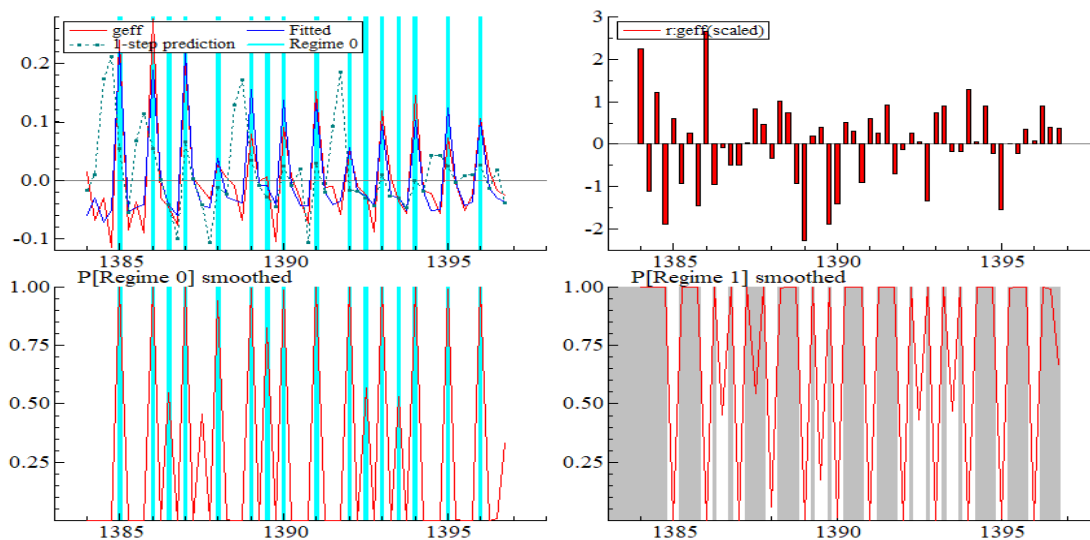 geff Fitted
1-step prediction Regime 0
0.2
0.1
0.0
-0.1
1385 1390 1395
r:geff(scaled)
3
2
1
0
-1
-2
1385 1390 1395
P[Regime 0] smoothed
1.00
0.75
0.50
0.25
1385 1390 1395
P[Regime 1] smoothed
1.00
0.75
0.50
0.25
1385 1390 1395